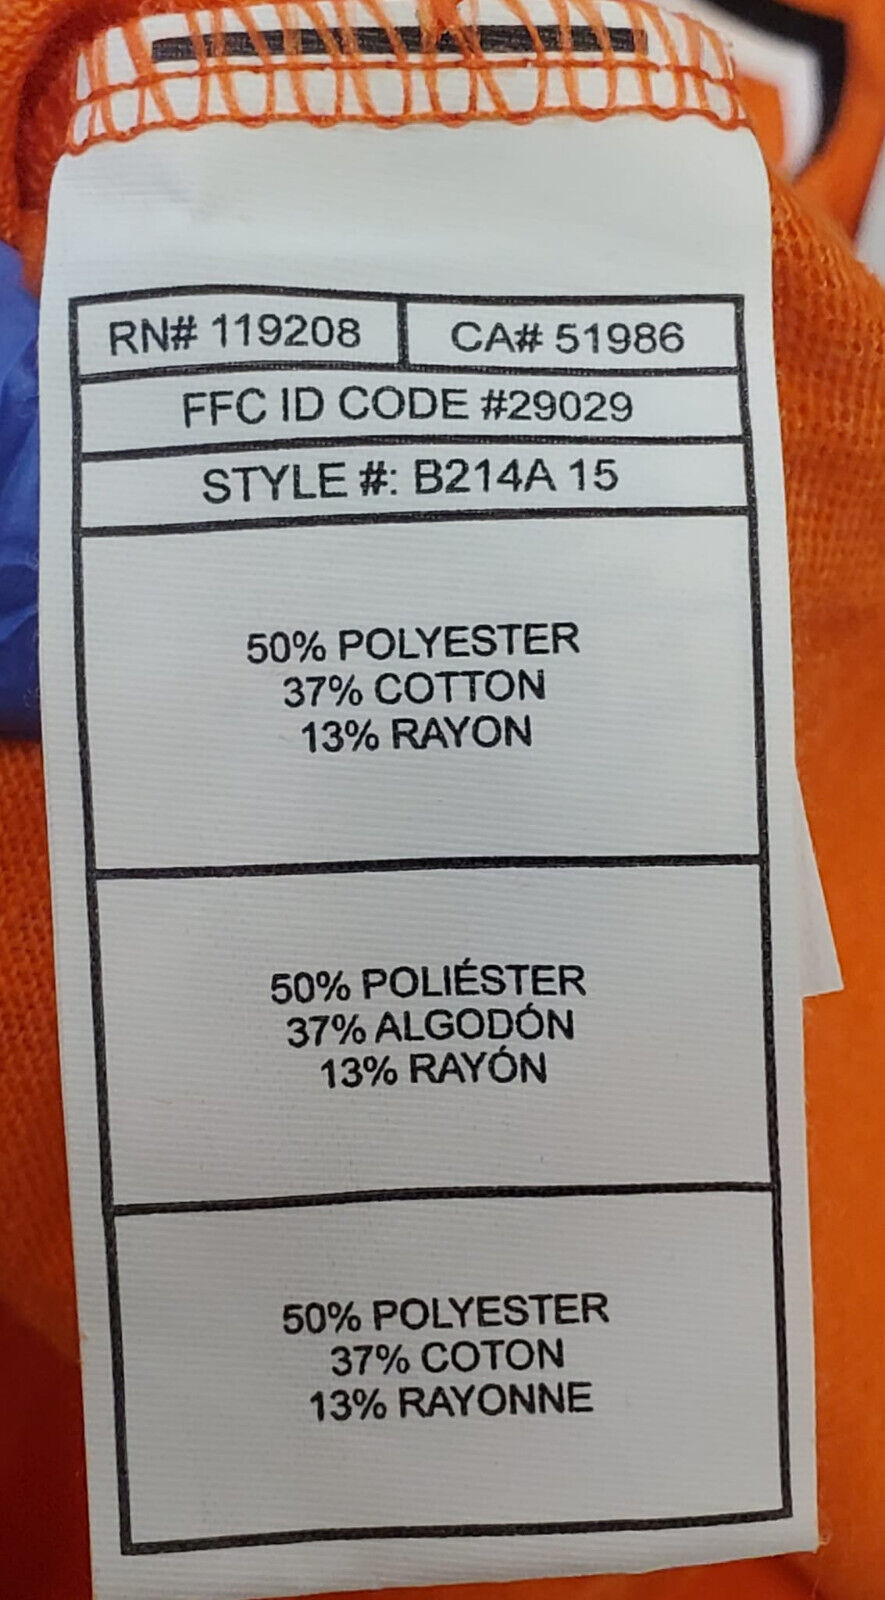 RN# 119208 CA# 51986
FFC ID CODE #29029
STYLE #: B214A 15
50% POLYESTER
37% COTTON
13% RAYON
50% POLIÉSTER
37% ALGODÓN
13% RAYÓN
50% POLYESTER
37% COTON
13% RAYONNE